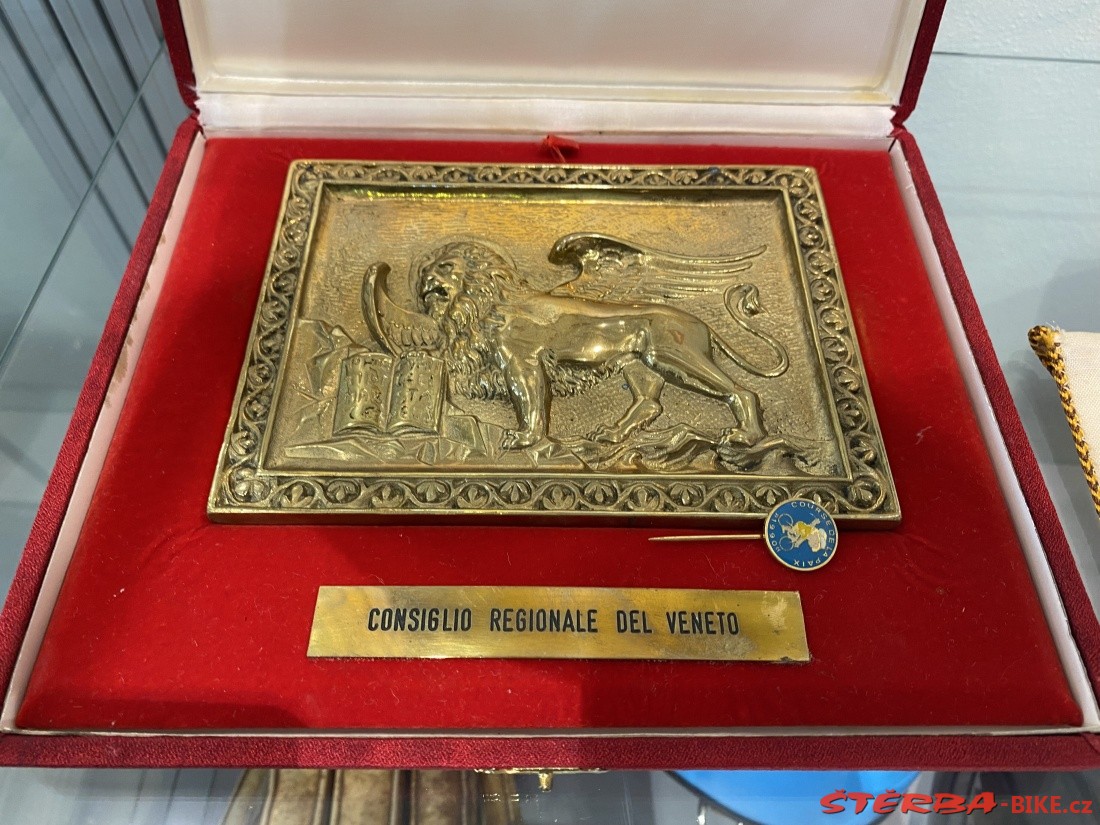 COURSE DE LA PAIX
CONSIGLIO REGIONALE DEL VENETO
ŠTĚRBA-BIKE.cz